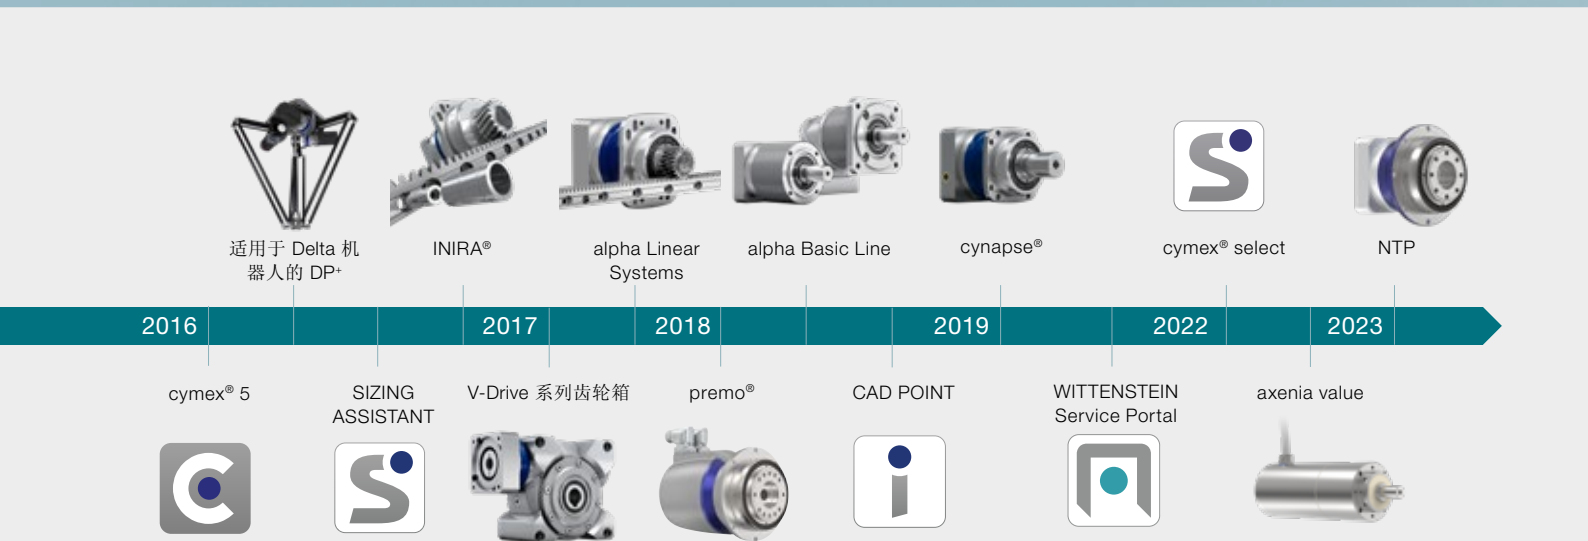 适用于 Delta 机
器人的 DP⁺
INIRA®
alpha Linear
Systems
alpha Basic Line
cynapse®
cymex® select
NTP
2016
2017
2018
2019
2022
2023
cymex® 5
SIZING
ASSISTANT
V-Drive 系列齿轮箱
premo®
CAD POINT
WITTENSTEIN
Service Portal
axenia value